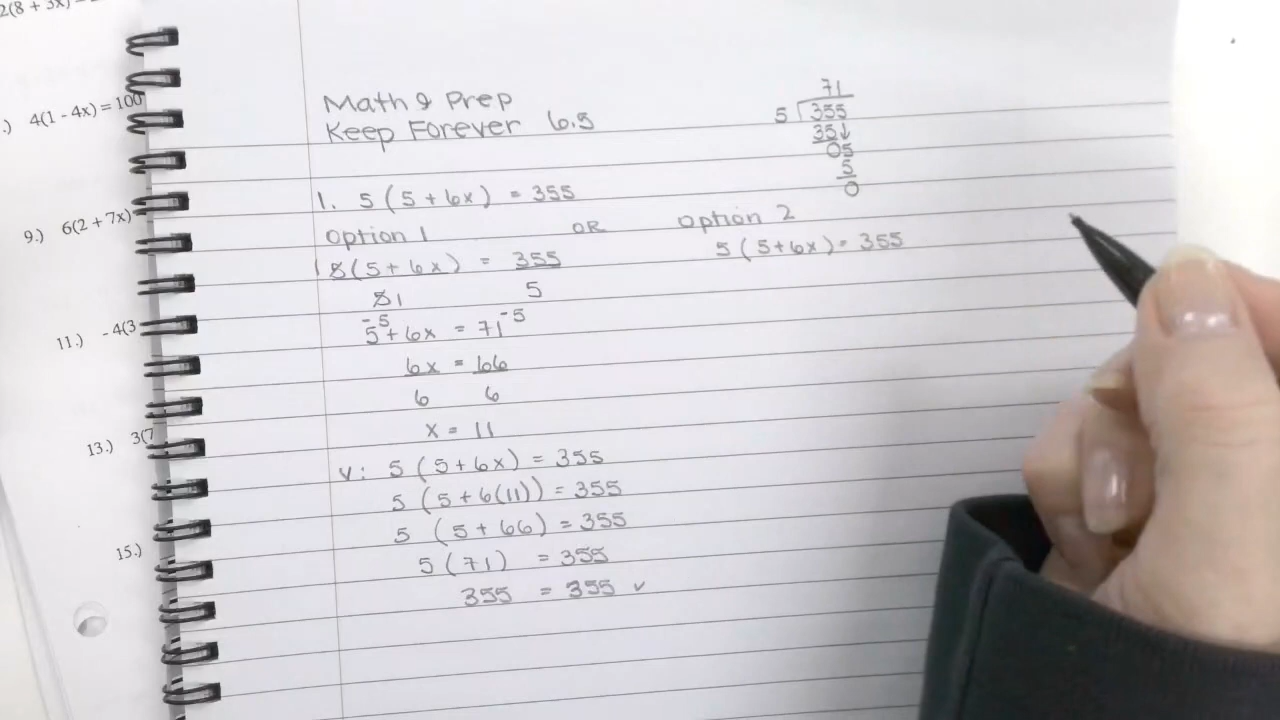 2(8 + 3x)
4(1 - 4x) = 100
9.) 6(2 + 7x)
11.) -4(3
13.) 3(7
15.)
Math 9 Prep
Keep Forever 6.5
71
5 355
35↓
05
5
0
1. 5 (5 + 6x) = 355
Option 1 OR Option 2
5(5 + 6x) = 355
51 5
-5 -5
5 + 6x = 71
6x = 66
6 6
x = 11
v: 5 (5 + 6x) = 355
5 (5 + 6(11)) = 355
5 (5 + 66) = 355
5 (71) = 355
355 = 355 ✓
5 (5 + 6x) = 355